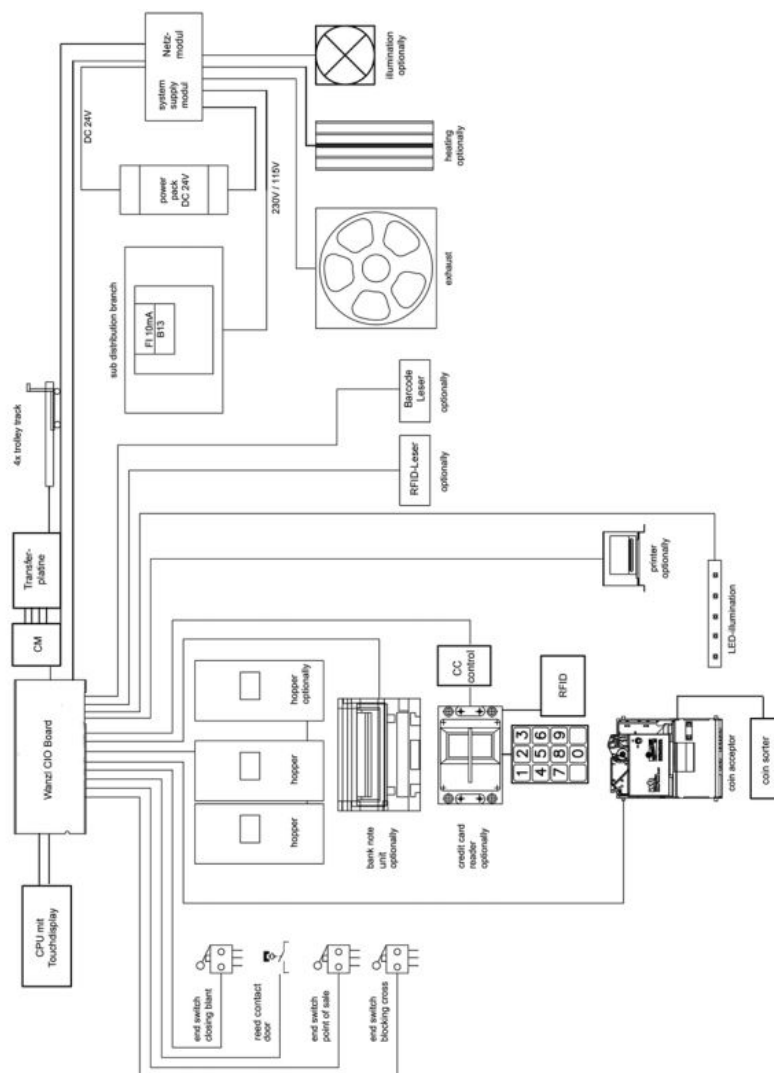 Netz-
modul
system
supply
modul
illumination
optionally
DC 24V
power
pack
DC 24V
230V / 115V
heating
optionally
sub distribution branch
FI 10mA
B13
exhaust
4x trolley track
Barcode
Leser
optionally
RFID-Leser
optionally
Transfer-
platine
CM
printer
optionally
LED-illumination
Wanzl CIO Board
hopper
optionally
hopper
hopper
CC
control
RFID
bank note
unit
optionally
credit card
reader
optionally
1 2 3
4 5 6
7 8 9
0
coin acceptor
coin sorter
CPU mit
Touchdisplay
end switch
closing blant
reed contact
door
end switch
point of sale
end switch
blocking cross